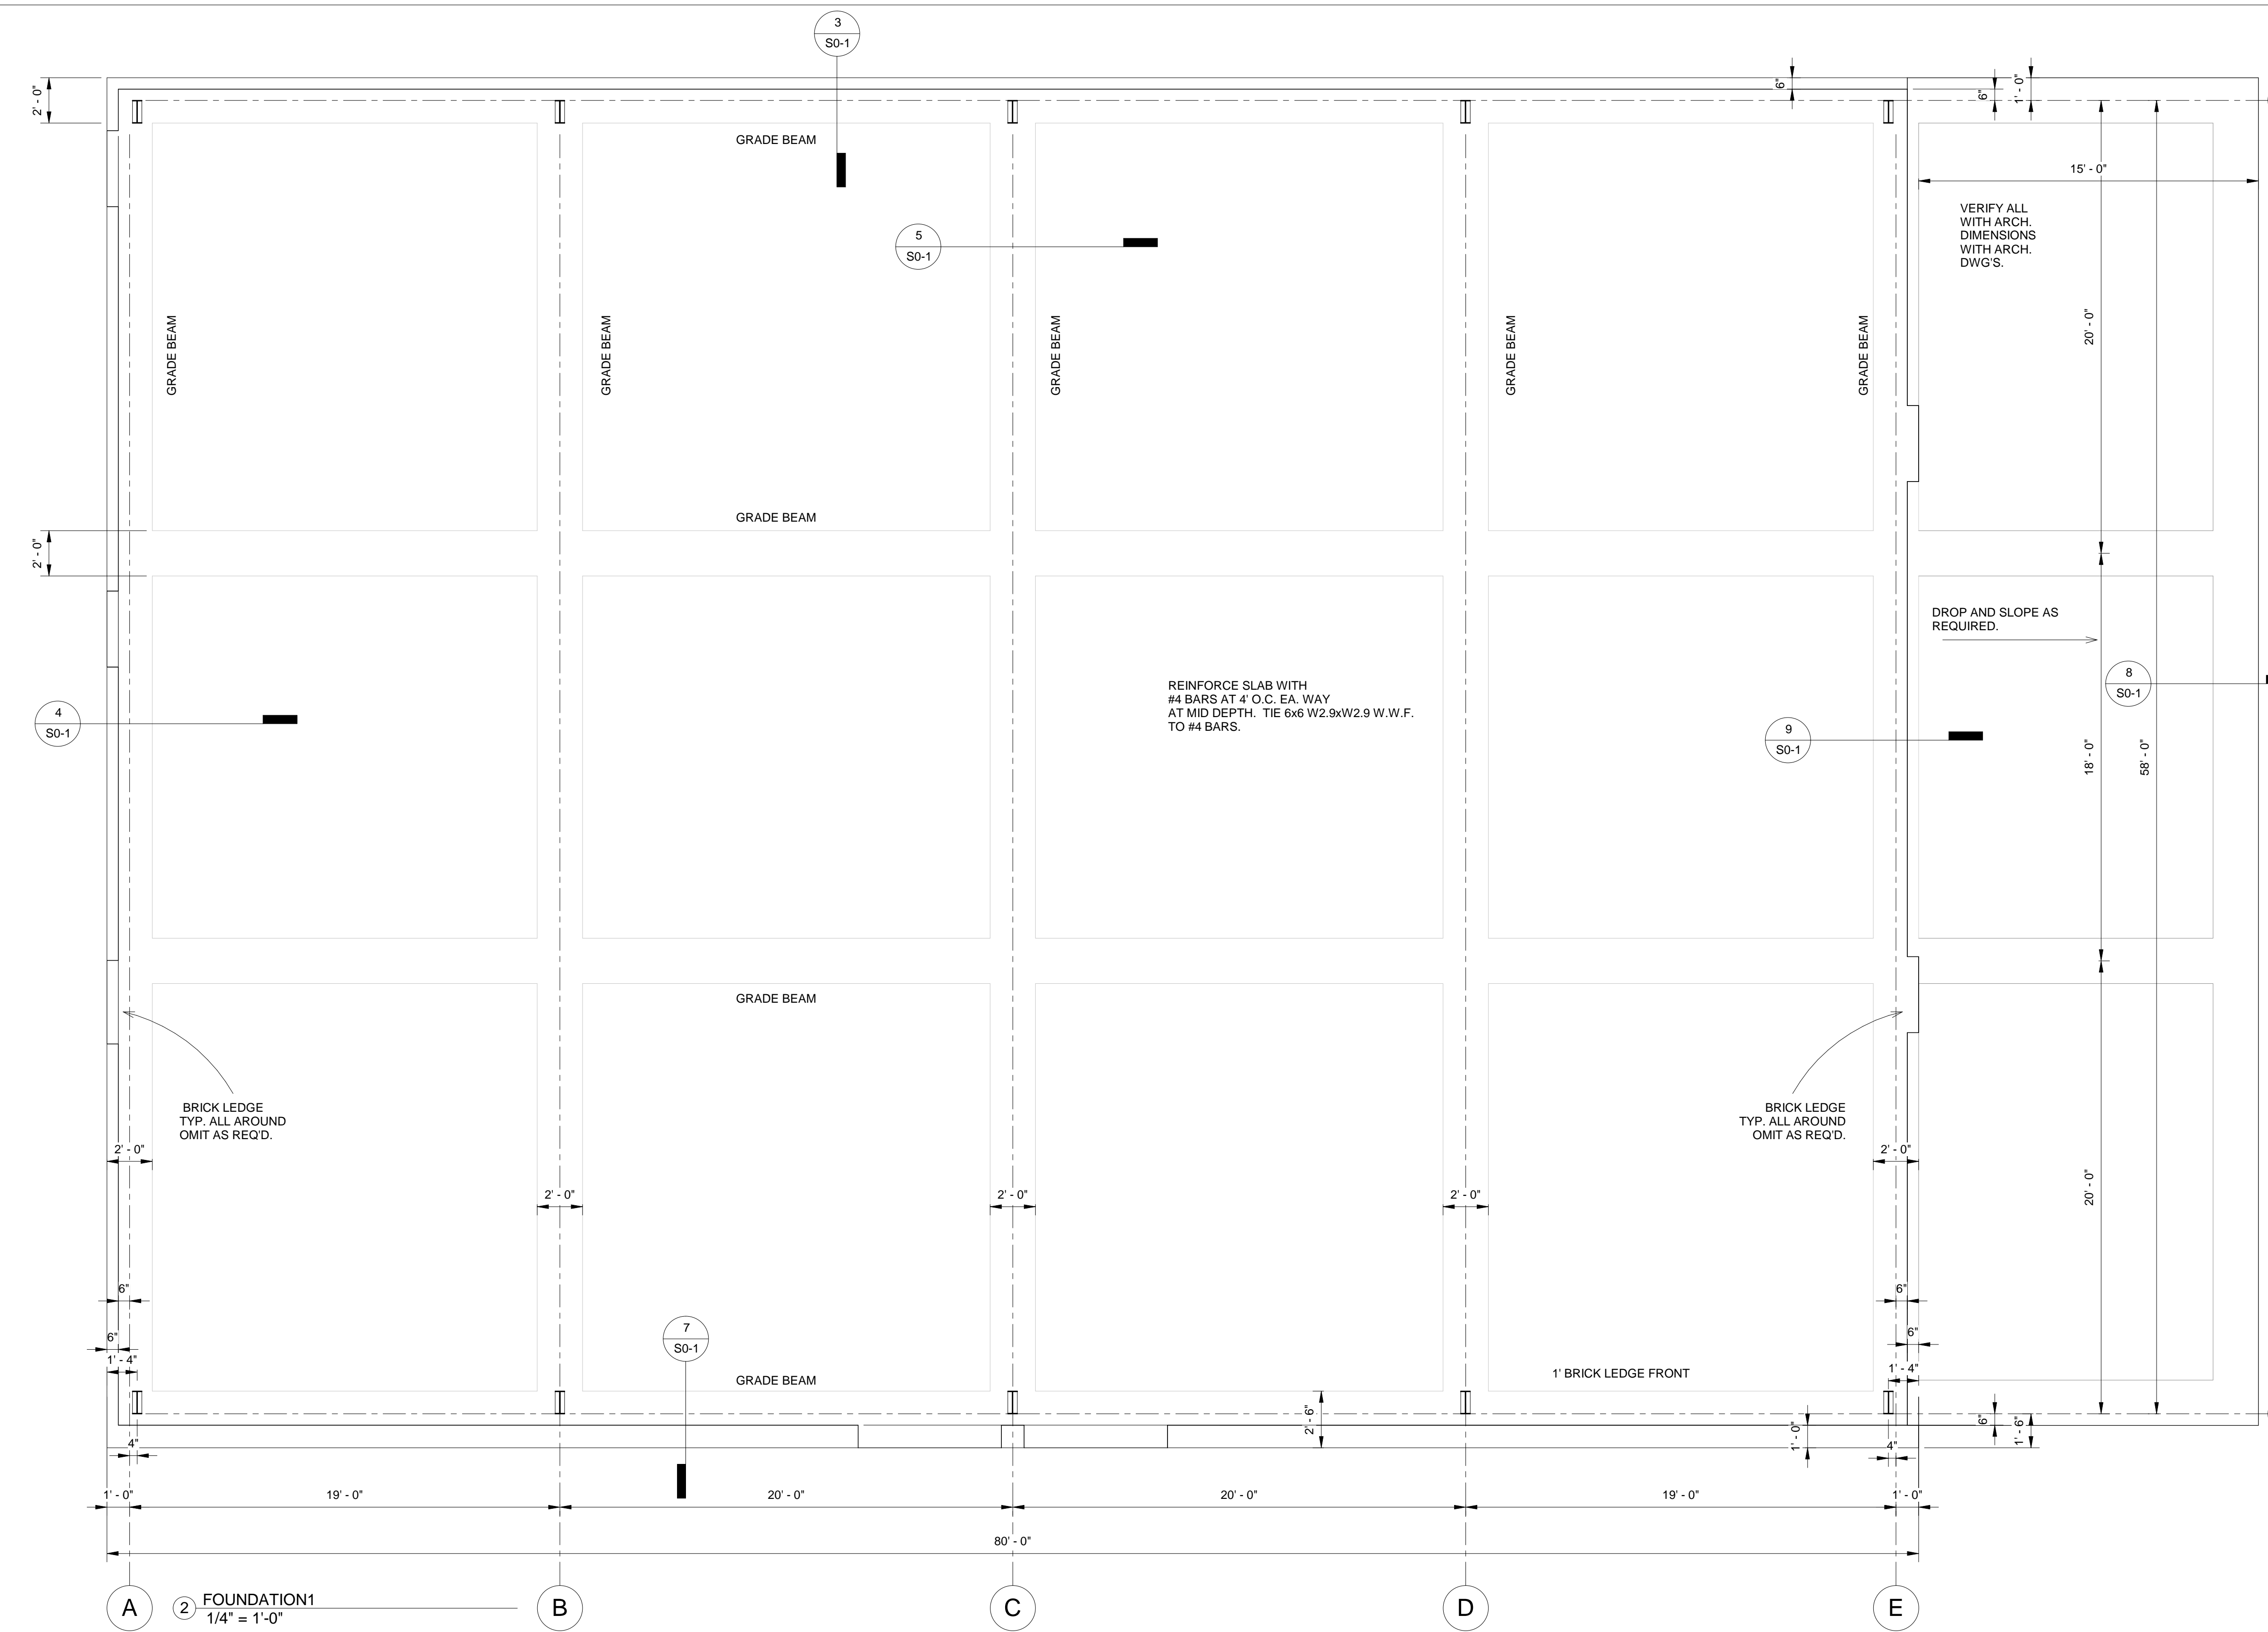 3
S0-1
2' - 0"
6"
6"
1' - 0"
GRADE BEAM
15' - 0"
5
S0-1
VERIFY ALL
WITH ARCH.
DIMENSIONS
WITH ARCH.
DWG'S.
GRADE BEAM
GRADE BEAM
GRADE BEAM
GRADE BEAM
GRADE BEAM
20' - 0"
GRADE BEAM
2' - 0"
DROP AND SLOPE AS
REQUIRED.
4
S0-1
REINFORCE SLAB WITH
#4 BARS AT 4' O.C. EA. WAY
AT MID DEPTH. TIE 6x6 W2.9xW2.9 W.W.F.
TO #4 BARS.
8
S0-1
9
S0-1
18' - 0"
58' - 0"
GRADE BEAM
BRICK LEDGE
TYP. ALL AROUND
OMIT AS REQ'D.
BRICK LEDGE
TYP. ALL AROUND
OMIT AS REQ'D.
2' - 0"
2' - 0"
2' - 0"
2' - 0"
2' - 0"
20' - 0"
6"
6"
6"
6"
7
S0-1
1' - 4"
1' - 4"
GRADE BEAM
1' BRICK LEDGE FRONT
2' - 6"
1' - 0"
6"
1' - 6"
4"
4"
1' - 0"
19' - 0"
20' - 0"
20' - 0"
19' - 0"
1' - 0"
80' - 0"
A
2
FOUNDATION1
1/4" = 1'-0"
B
C
D
E